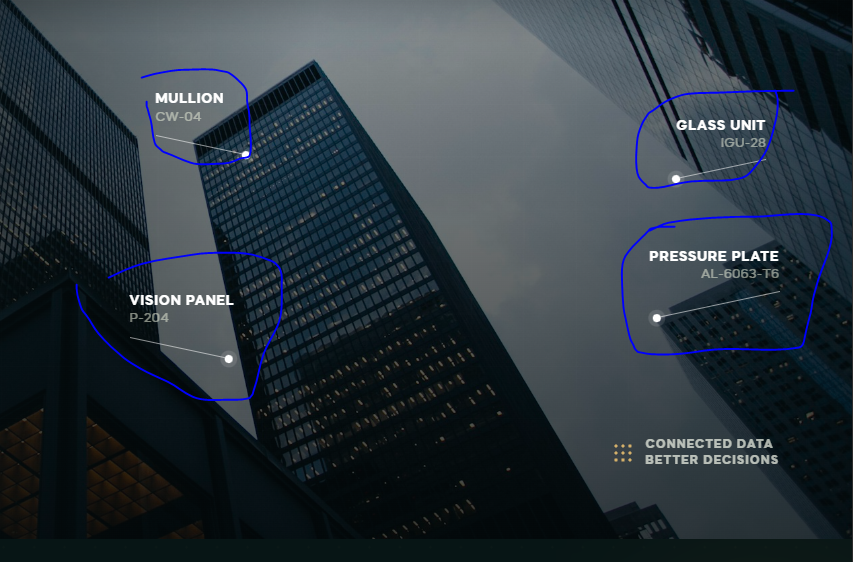 MULLION
CW-04
GLASS UNIT
IGU-28
PRESSURE PLATE
AL-6063-T6
VISION PANEL
P-204
CONNECTED DATA
BETTER DECISIONS